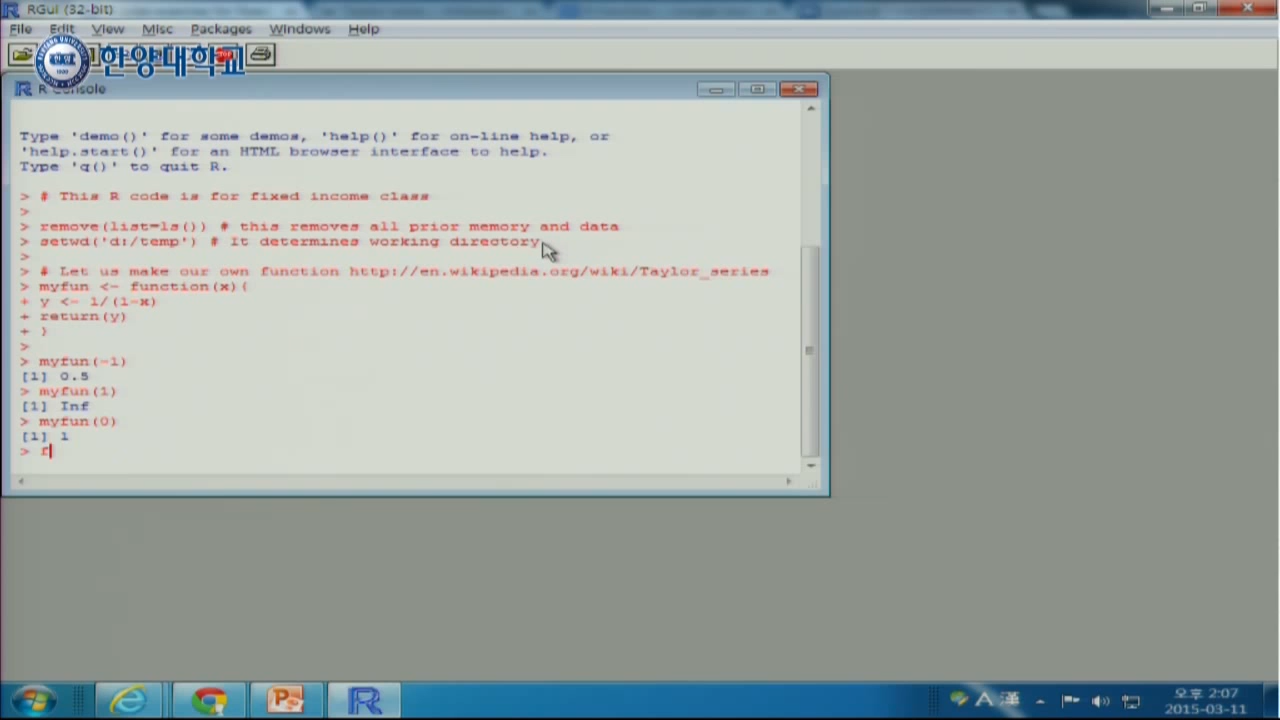 RGui (32-bit)
File Edit View Misc Packages Windows Help
한양대학교
R Console
Type 'demo()' for some demos, 'help()' for on-line help, or
'help.start()' for an HTML browser interface to help.
Type 'q()' to quit R.
> # This R code is for fixed income class
>
> remove(list=ls()) # this removes all prior memory and data
> setwd('d:/temp') # It determines working directory
>
> # Let us make our own function http://en.wikipedia.org/wiki/Taylor_series
> myfun <- function(x){
+ y <- 1/(1-x)
+ return(y)
+ }
>
> myfun(-1)
[1] 0.5
> myfun(1)
[1] Inf
> myfun(0)
[1] 1
> f
A 漢
오후 2:07
2015-03-11